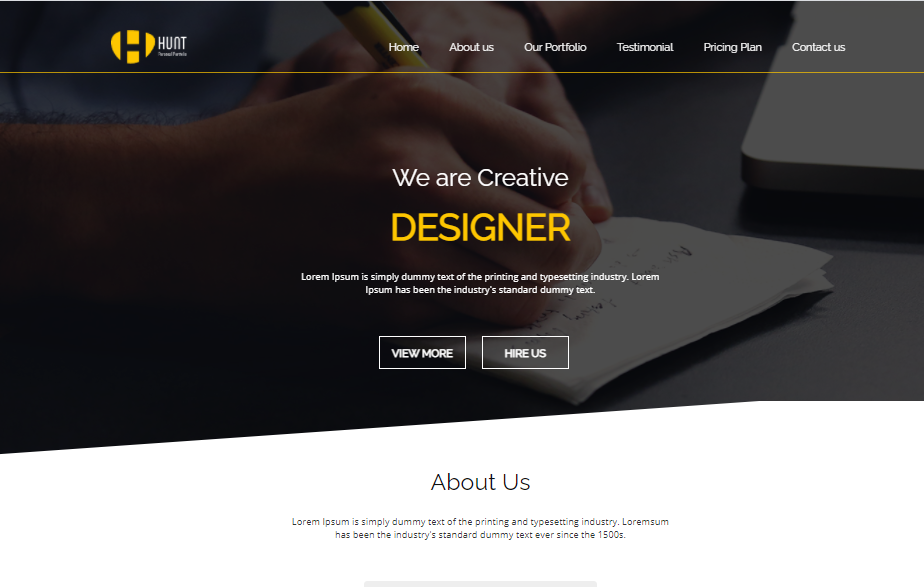 HUNT
Personal Portfolio
Home
About us
Our Portfolio
Testimonial
Pricing Plan
Contact us
We are Creative
DESIGNER
Lorem Ipsum is simply dummy text of the printing and typesetting industry. Lorem
Ipsum has been the industry's standard dummy text.
VIEW MORE
HIRE US
About Us
Lorem Ipsum is simply dummy text of the printing and typesetting industry. Loremsum
has been the industry's standard dummy text ever since the 1500s.